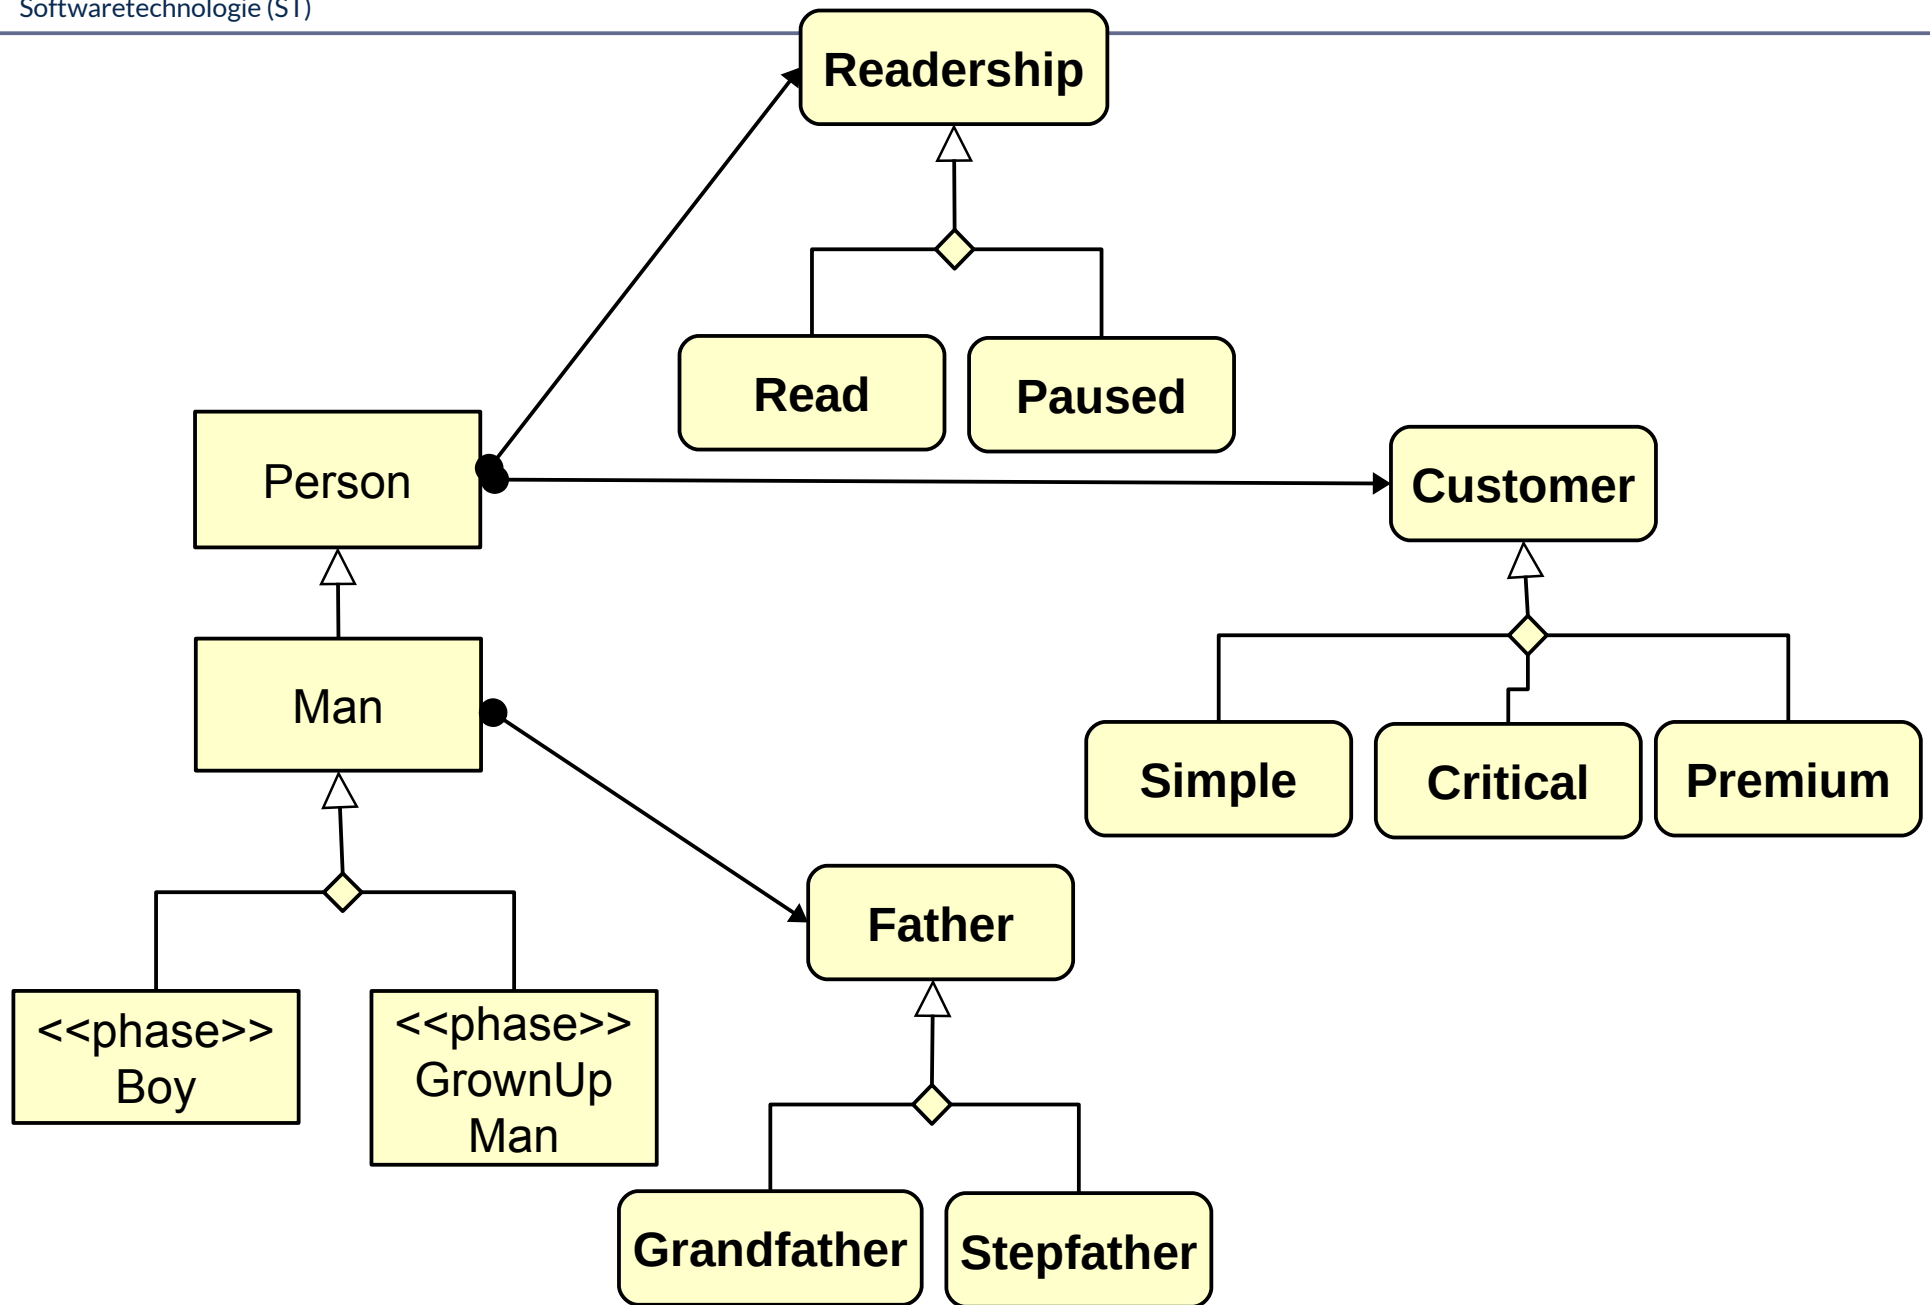 Softwaretechnologie (ST)
Readership
Read
Paused
Person
Customer
Man
Simple
Critical
Premium
Father
<<phase>>
Boy
<<phase>>
GrownUp
Man
Grandfather
Stepfather